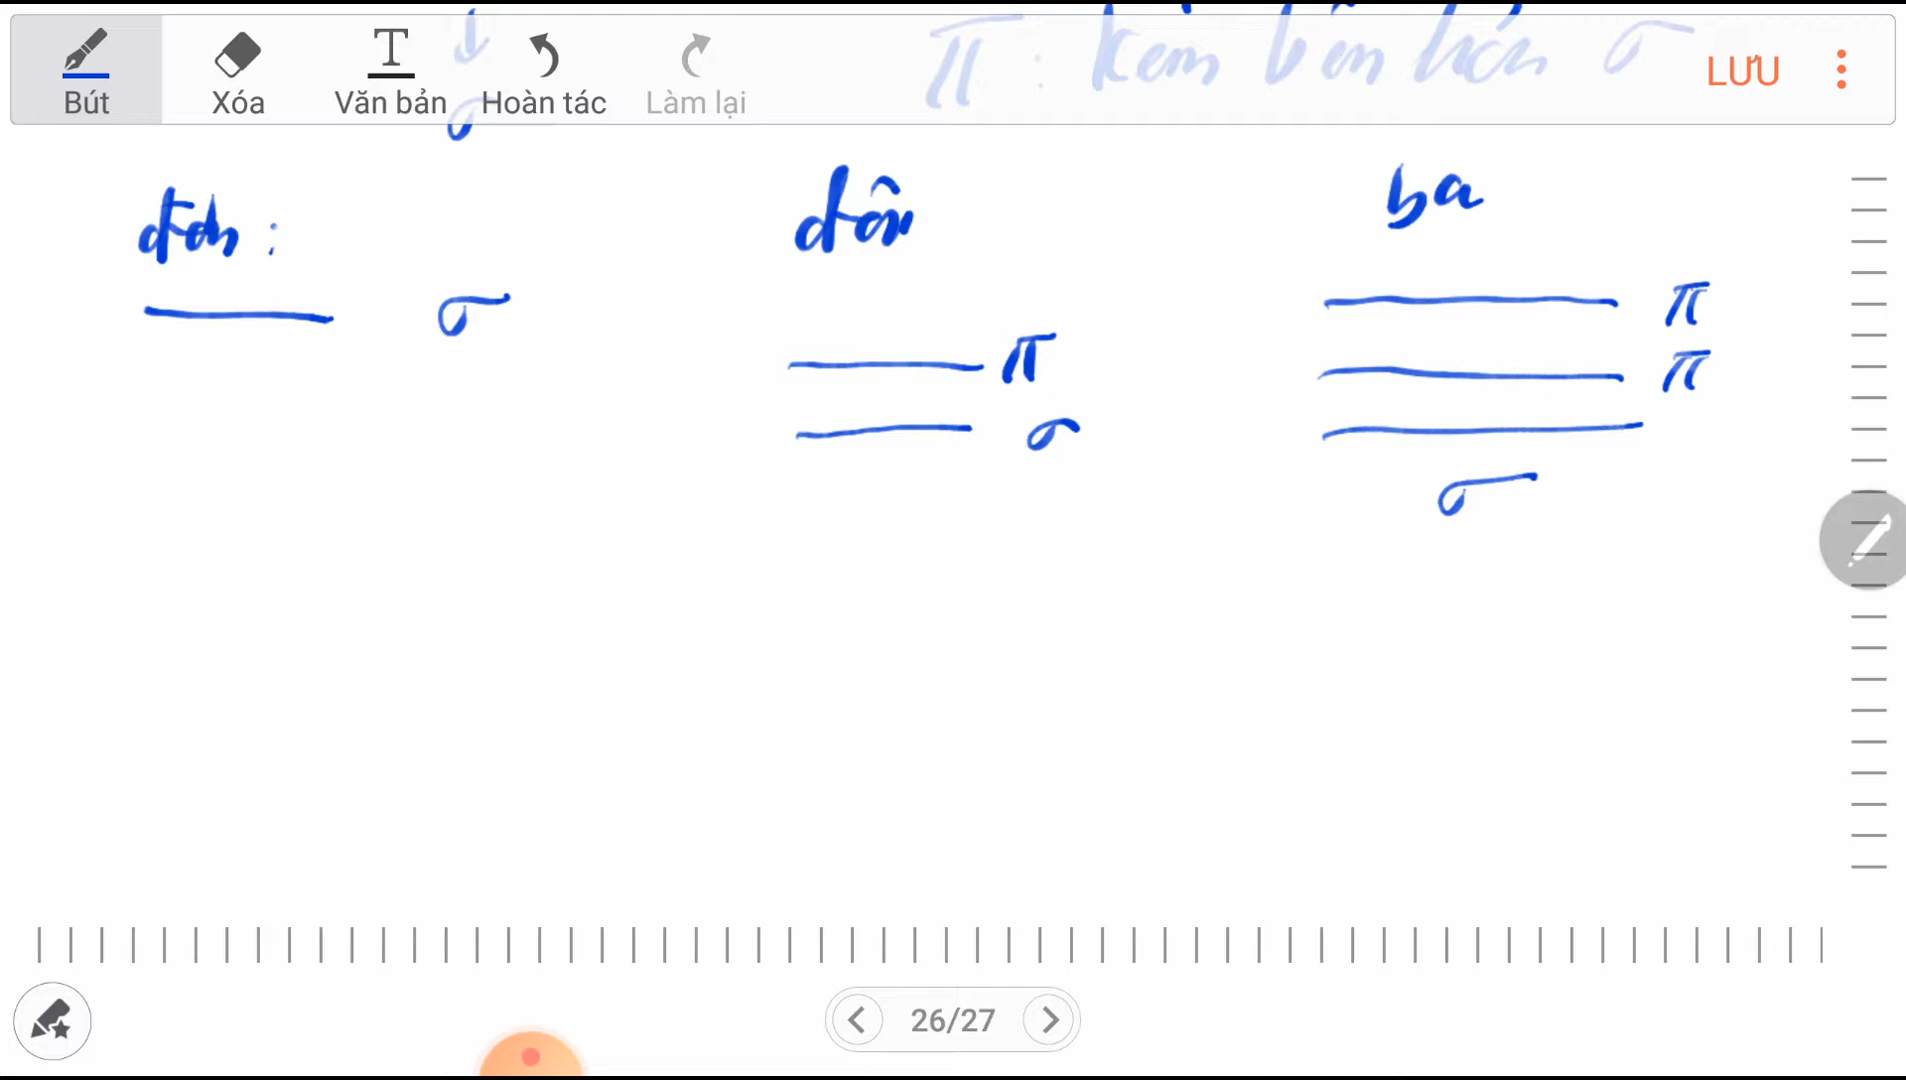 π : kém bền hơn σ
LƯU
Bút
Xóa
Văn bản
Hoàn tác
Làm lại
σ
đơn :
đôi
ba
σ
π
π
π
σ
σ
26/27